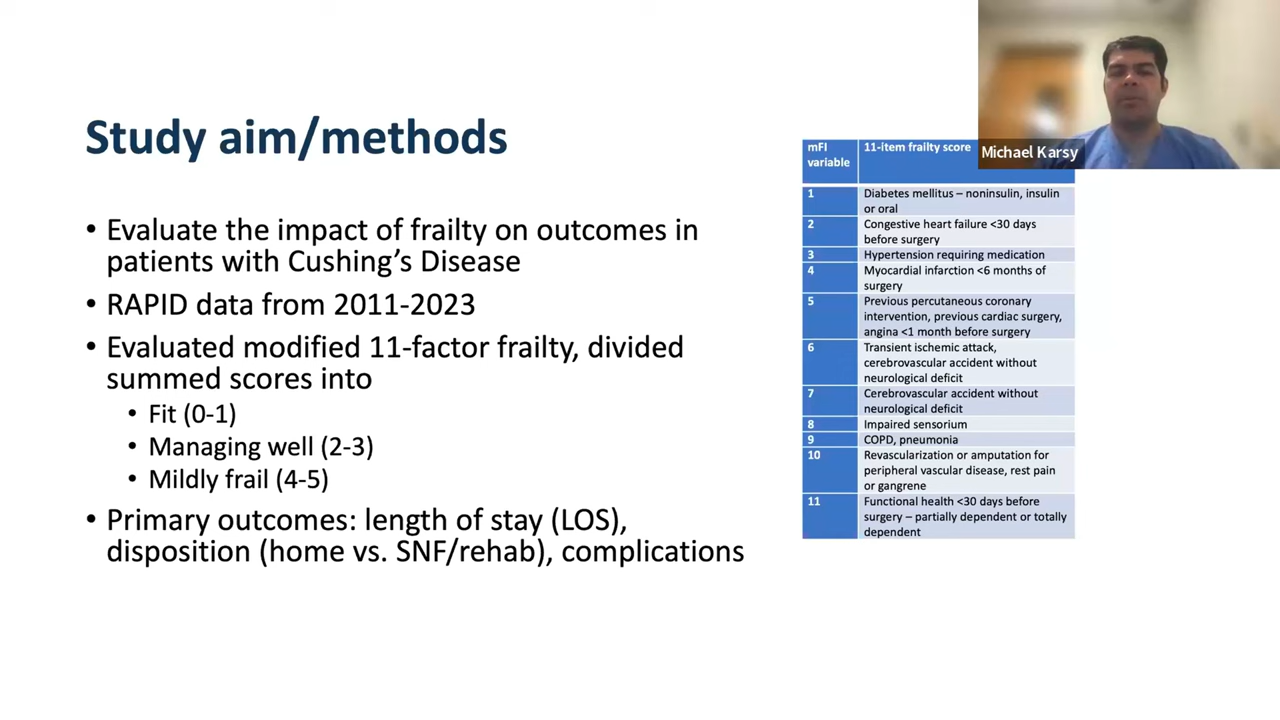 Study aim/methods
• Evaluate the impact of frailty on outcomes in
patients with Cushing's Disease
• RAPID data from 2011-2023
• Evaluated modified 11-factor frailty, divided
summed scores into
• Fit (0-1)
• Managing well (2-3)
• Mildly frail (4-5)
• Primary outcomes: length of stay (LOS),
disposition (home vs. SNF/rehab), complications
Michael Karsy
mFI
variable
11-item frailty score
1
Diabetes mellitus – noninsulin, insulin
or oral
2
Congestive heart failure <30 days
before surgery
3
Hypertension requiring medication
4
Myocardial infarction <6 months of
surgery
5
Previous percutaneous coronary
intervention, previous cardiac surgery,
angina <1 month before surgery
6
Transient ischemic attack,
cerebrovascular accident without
neurological deficit
7
Cerebrovascular accident without
neurological deficit
8
Impaired sensorium
9
COPD, pneumonia
10
Revascularization or amputation for
peripheral vascular disease, rest pain
or gangrene
11
Functional health <30 days before
surgery – partially dependent or totally
dependent